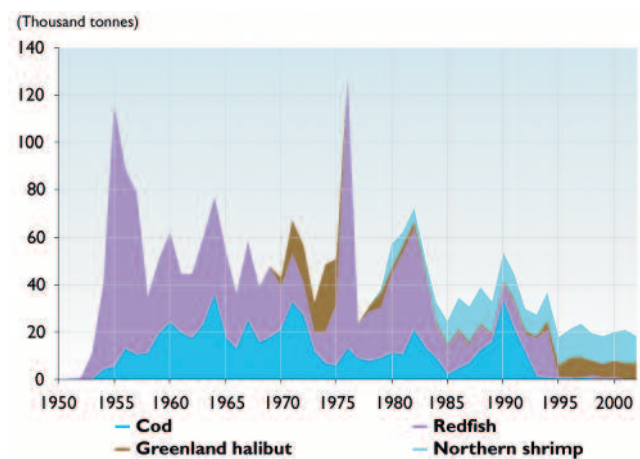 (Thousand tonnes)
140
120
100
80
60
40
20
0
1950 1955 1960 1965 1970 1975 1980 1985 1990 1995 2000
Cod Redfish
Greenland halibut Northern shrimp